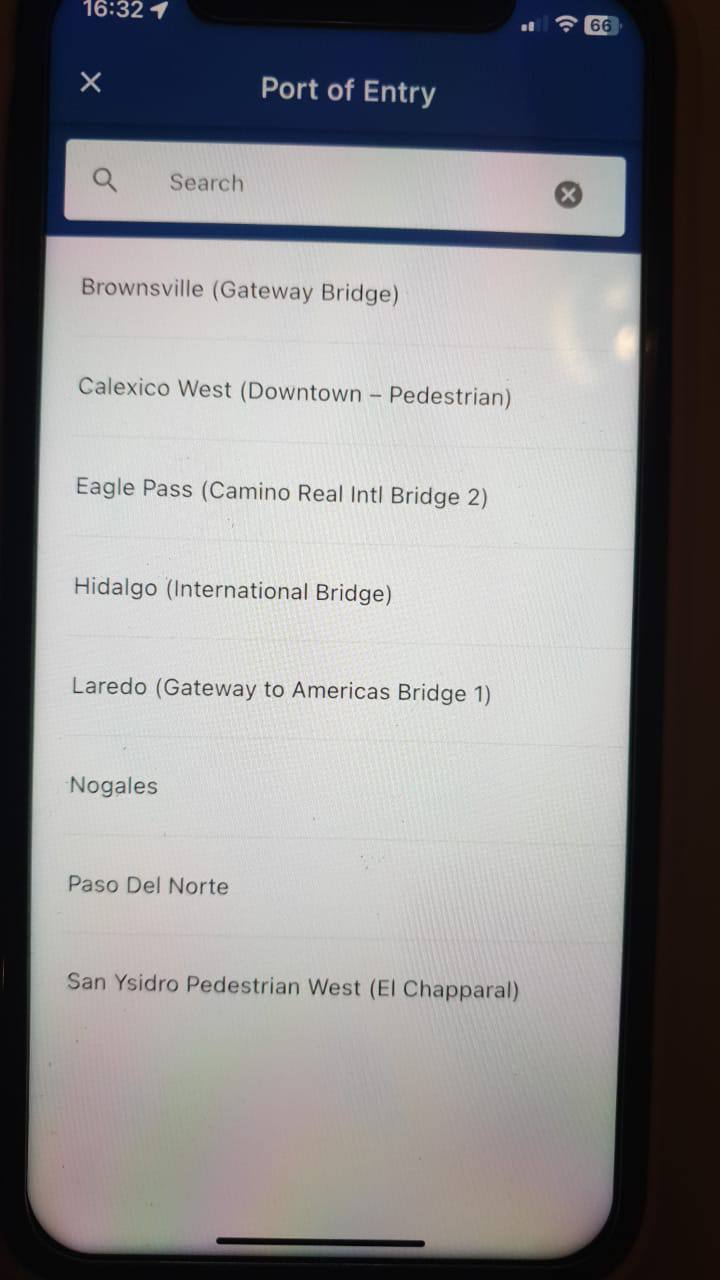 16:32
66
Port of Entry
Search
Brownsville (Gateway Bridge)
Calexico West (Downtown – Pedestrian)
Eagle Pass (Camino Real Intl Bridge 2)
Hidalgo (International Bridge)
Laredo (Gateway to Americas Bridge 1)
Nogales
Paso Del Norte
San Ysidro Pedestrian West (El Chapparal)